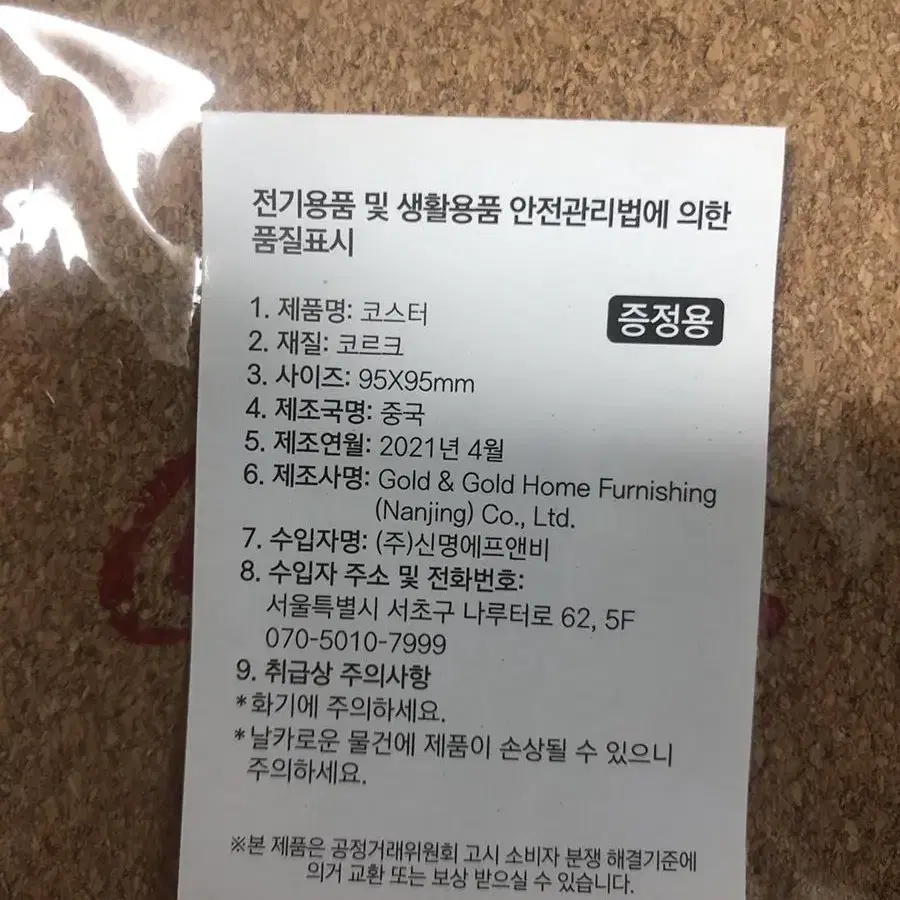 전기용품 및 생활용품 안전관리법에 의한
품질표시
증정용
1. 제품명: 코스터
2. 재질: 코르크
3. 사이즈: 95X95mm
4. 제조국명: 중국
5. 제조연월: 2021년 4월
6. 제조사명: Gold & Gold Home Furnishing
(Nanjing) Co., Ltd.
7. 수입자명: (주)신명에프앤비
8. 수입자 주소 및 전화번호:
서울특별시 서초구 나루터로 62, 5F
070-5010-7999
9. 취급상 주의사항
*화기에 주의하세요.
*날카로운 물건에 제품이 손상될 수 있으니
주의하세요.
※본 제품은 공정거래위원회 고시 소비자 분쟁 해결기준에
의거 교환 또는 보상 받으실 수 있습니다.